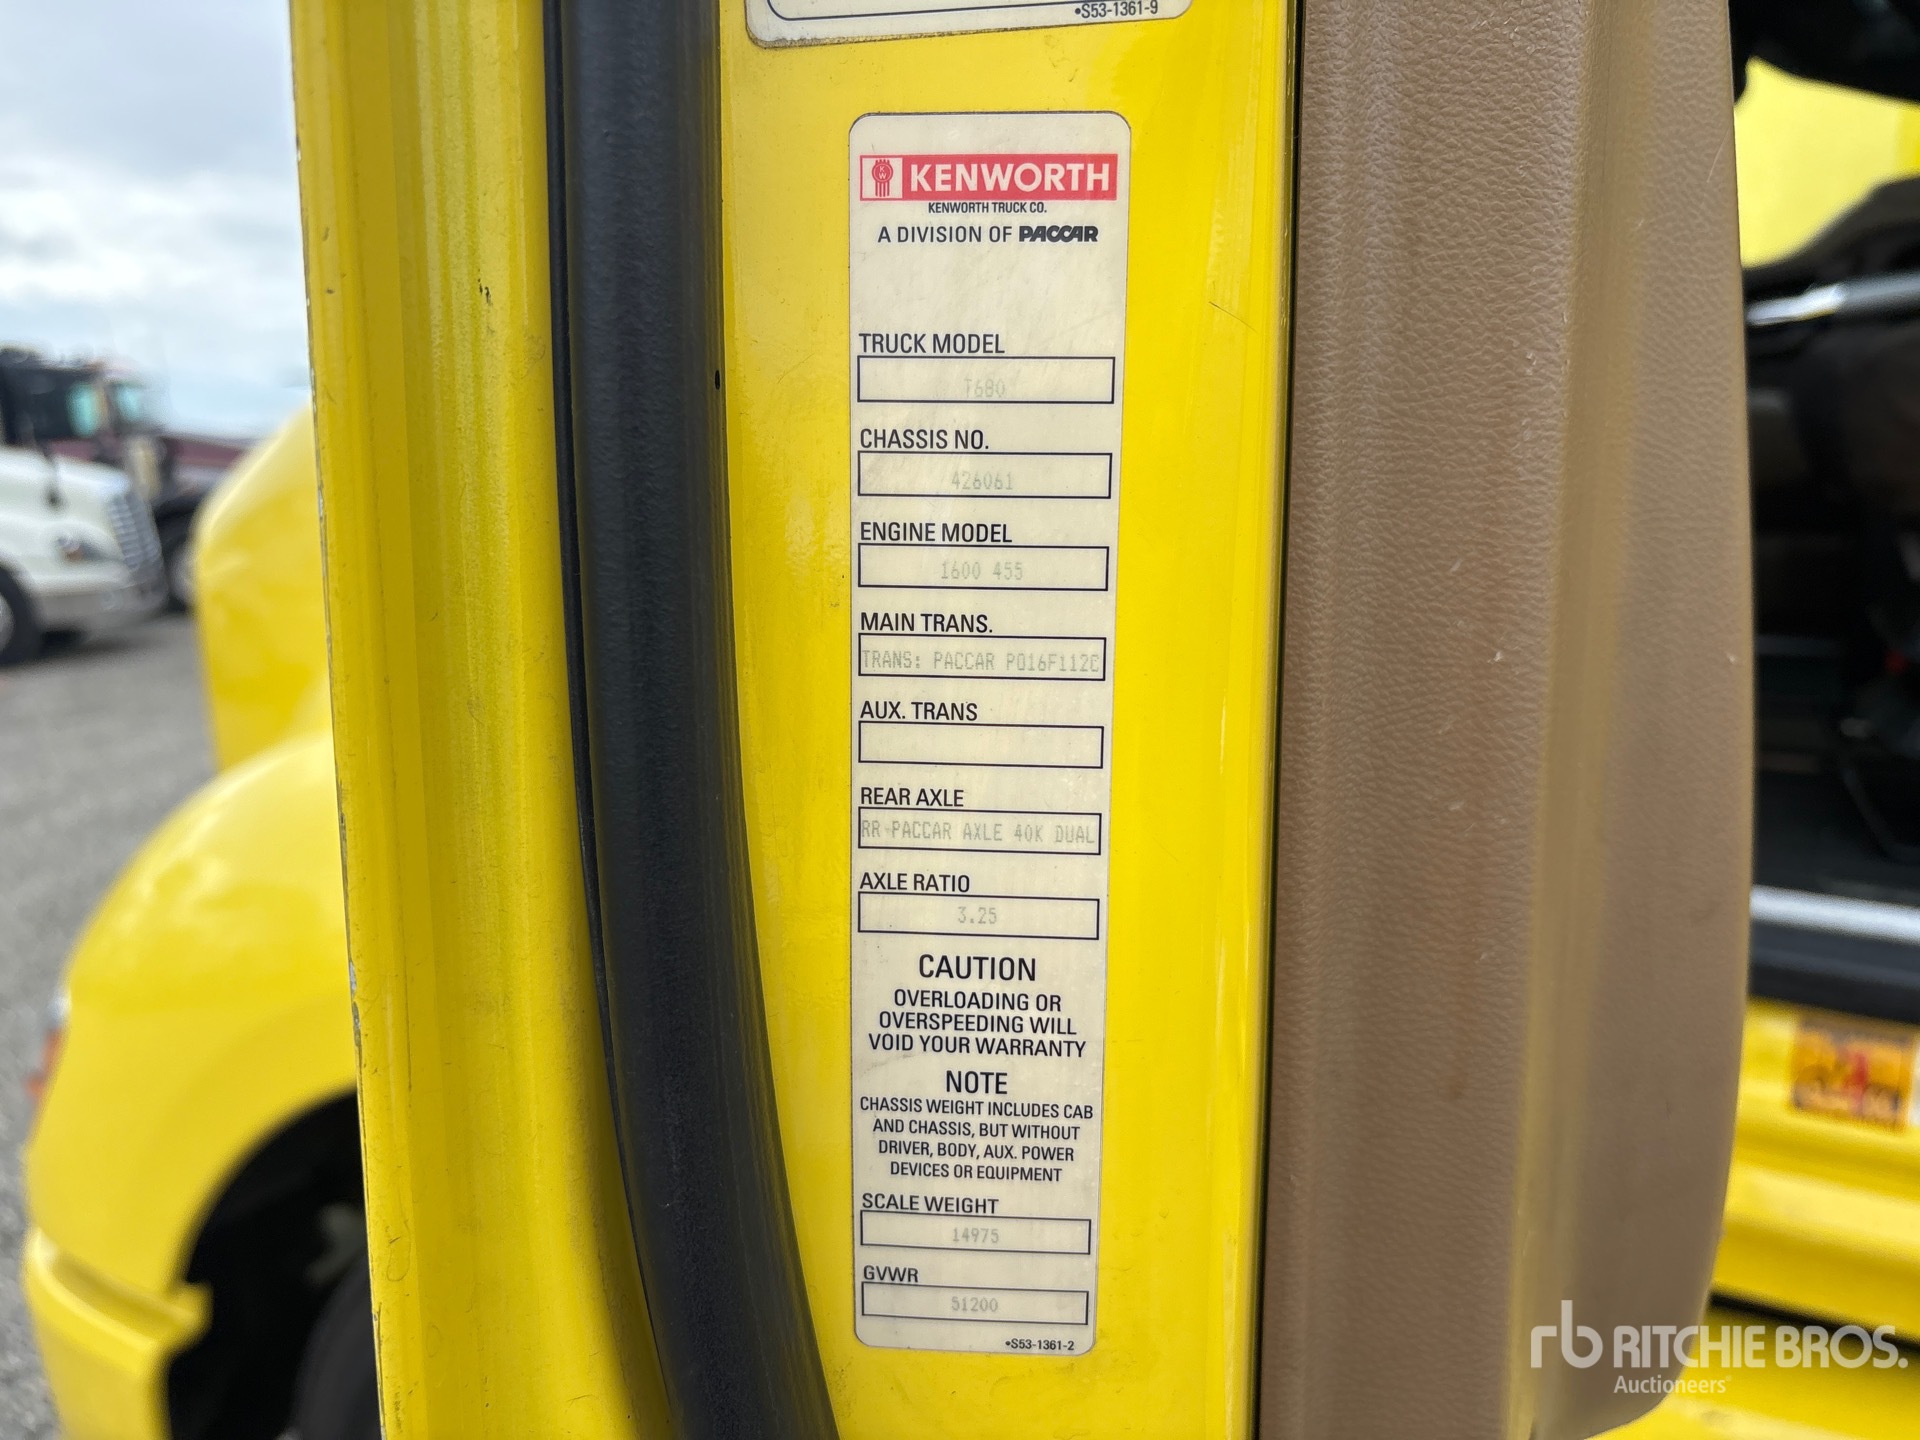 •S53-1361-9
KW KENWORTH
KENWORTH TRUCK CO.
A DIVISION OF PACCAR
TRUCK MODEL
T680
CHASSIS NO.
426061
ENGINE MODEL
1600 455
MAIN TRANS.
TRANS: PACCAR PO16F112C
AUX. TRANS
REAR AXLE
RR-PACCAR AXLE 40K DUAL
AXLE RATIO
3.25
CAUTION
OVERLOADING OR
OVERSPEEDING WILL
VOID YOUR WARRANTY
NOTE
CHASSIS WEIGHT INCLUDES CAB
AND CHASSIS, BUT WITHOUT
DRIVER, BODY, AUX. POWER
DEVICES OR EQUIPMENT
SCALE WEIGHT
14975
GVWR
51200
•S53-1361-2
rb RITCHIE BROS.
Auctioneers